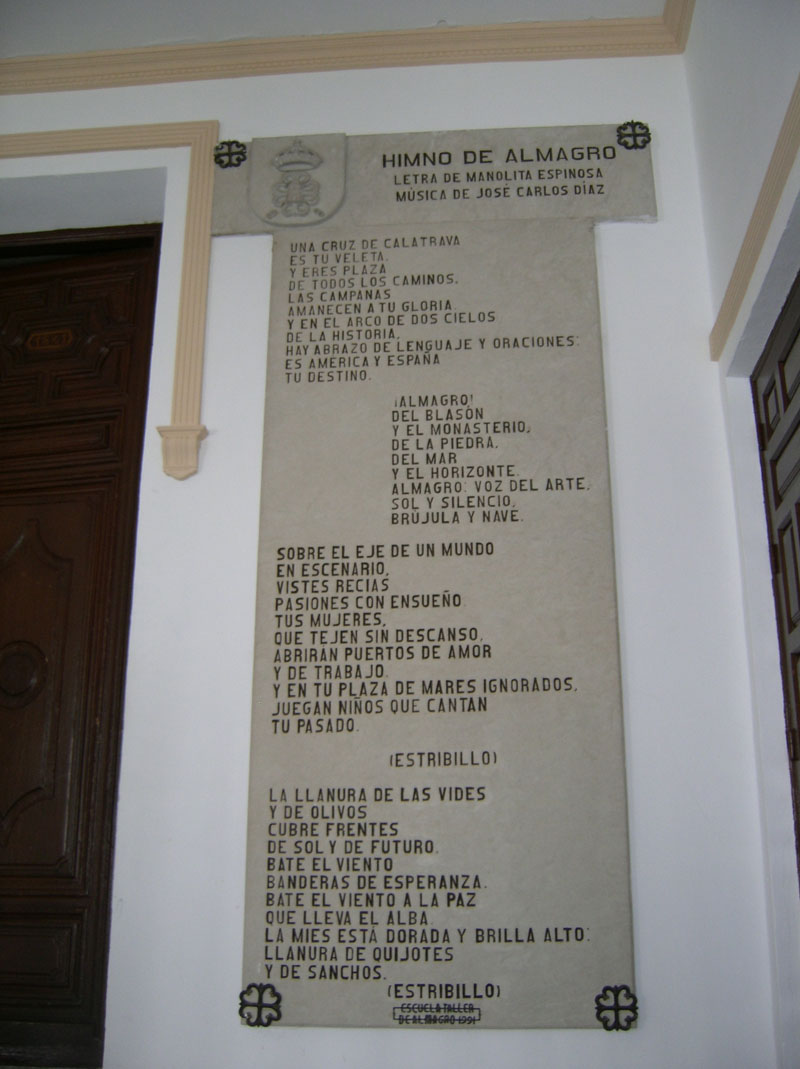 HIMNO DE ALMAGRO
LETRA DE MANOLITA ESPINOSA
MÚSICA DE JOSÉ CARLOS DÍAZ
UNA CRUZ DE CALATRAVA
ES TU VELETA.
Y ERES PLAZA
DE TODOS LOS CAMINOS.
LAS CAMPANAS
AMANECEN A TU GLORIA
Y EN EL ARCO DE DOS CIELOS
DE LA HISTORIA,
HAY ABRAZO DE LENGUAJE Y ORACIONES:
ES AMÉRICA Y ESPAÑA
TU DESTINO.
¡ALMAGRO!
DEL BLASÓN
Y EL MONASTERIO,
DE LA PIEDRA,
DEL MAR
Y EL HORIZONTE.
ALMAGRO: VOZ DEL ARTE.
SOL Y SILENCIO,
BRÚJULA Y NAVE.
SOBRE EL EJE DE UN MUNDO
EN ESCENARIO,
VISTES RECIAS
PASIONES CON ENSUEÑO.
TUS MUJERES,
QUE TEJEN SIN DESCANSO,
ABRIRAN PUERTOS DE AMOR
Y DE TRABAJO.
Y EN TU PLAZA DE MARES IGNORADOS,
JUEGAN NIÑOS QUE CANTAN
TU PASADO.
(ESTRIBILLO)
LA LLANURA DE LAS VIDES
Y DE OLIVOS
CUBRE FRENTES
DE SOL Y DE FUTURO.
BATE EL VIENTO
BANDERAS DE ESPERANZA.
BATE EL VIENTO A LA PAZ
QUE LLEVA EL ALBA.
LA MIES ESTÁ DORADA Y BRILLA ALTO:
LLANURA DE QUIJOTES
Y DE SANCHOS.
(ESTRIBILLO)
ESCUELA TALLER
DE ALMAGRO 1991